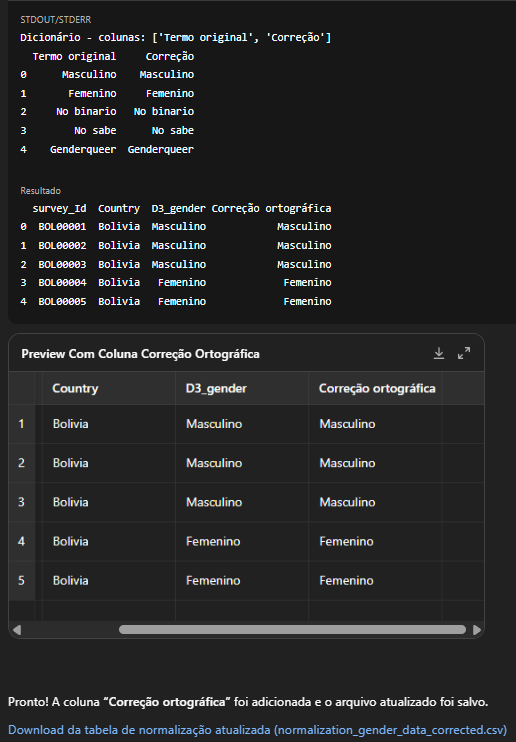 STDOUT/STDERR
Dicionário - colunas: ['Termo original', 'Correção']
Termo original Correção
0 Masculino Masculino
1 Femenino Femenino
2 No binario No binario
3 No sabe No sabe
4 Genderqueer Genderqueer
Resultado
survey_Id Country D3_gender Correção ortográfica
0 BOL00001 Bolivia Masculino Masculino
1 BOL00002 Bolivia Masculino Masculino
2 BOL00003 Bolivia Masculino Masculino
3 BOL00004 Bolivia Femenino Femenino
4 BOL00005 Bolivia Femenino Femenino
Preview Com Coluna Correção Ortográfica
Country D3_gender Correção ortográfica
1 Bolivia Masculino Masculino
2 Bolivia Masculino Masculino
3 Bolivia Masculino Masculino
4 Bolivia Femenino Femenino
5 Bolivia Femenino Femenino
Pronto! A coluna “Correção ortográfica” foi adicionada e o arquivo atualizado foi salvo.
Download da tabela de normalização atualizada (normalization_gender_data_corrected.csv)